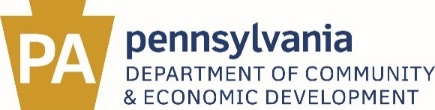 PA
pennsylvania
DEPARTMENT OF COMMUNITY
& ECONOMIC DEVELOPMENT